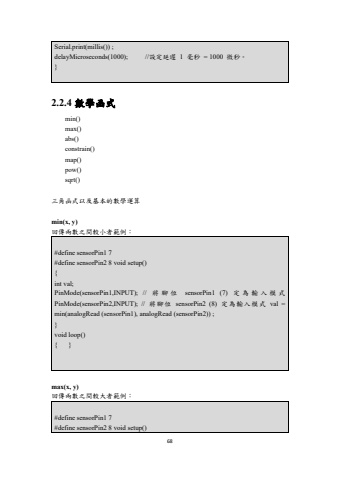 Serial.print(millis()) ;
delayMicroseconds(1000); //設定延遲 1 毫秒 = 1000 微秒。
}
2.2.4 數學函式
min()
max()
abs()
constrain()
map()
pow()
sqrt()
三角函式以及基本的數學運算
min(x, y)
回傳兩數之間較小者範例：
#define sensorPin1 7
#define sensorPin2 8 void setup()
{
int val;
PinMode(sensorPin1,INPUT); // 將腳位 sensorPin1 (7) 定為輸入模式
PinMode(sensorPin2,INPUT); // 將腳位 sensorPin2 (8) 定為輸入模式 val =
min(analogRead (sensorPin1), analogRead (sensorPin2)) ;
}
void loop()
{ }
max(x, y)
回傳兩數之間較大者範例：
#define sensorPin1 7
#define sensorPin2 8 void setup()
68